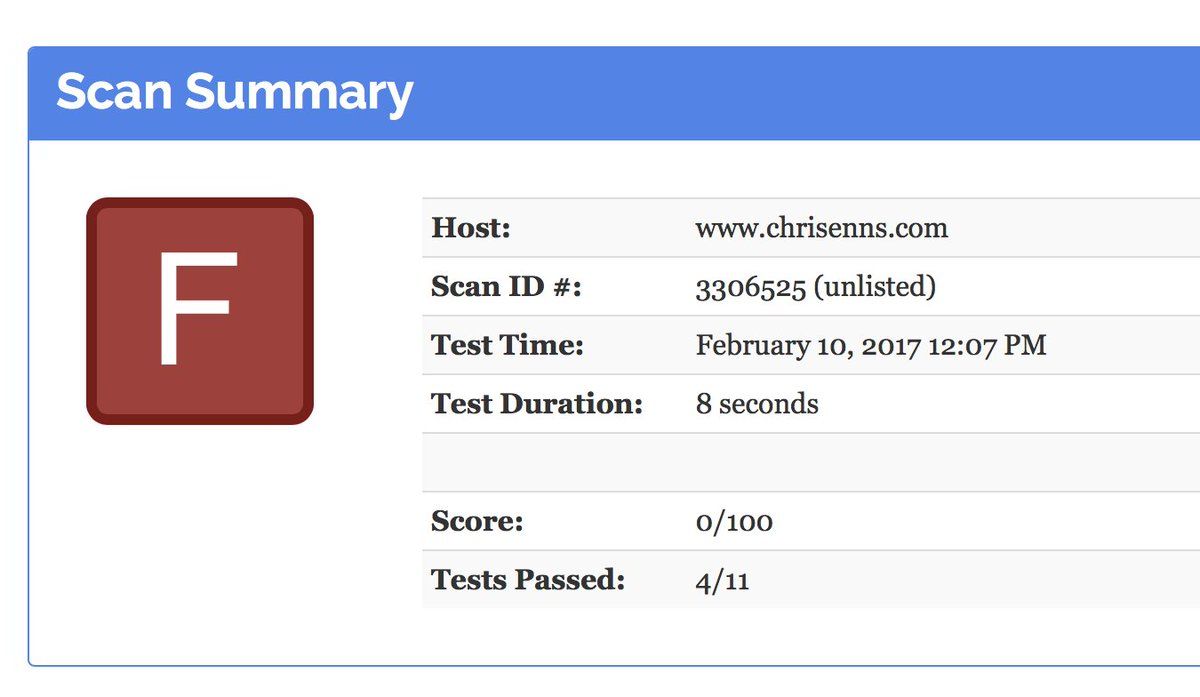 Scan Summary
F
Host: www.chrisenns.com
Scan ID #: 3306525 (unlisted)
Test Time: February 10, 2017 12:07 PM
Test Duration: 8 seconds
Score: 0/100
Tests Passed: 4/11